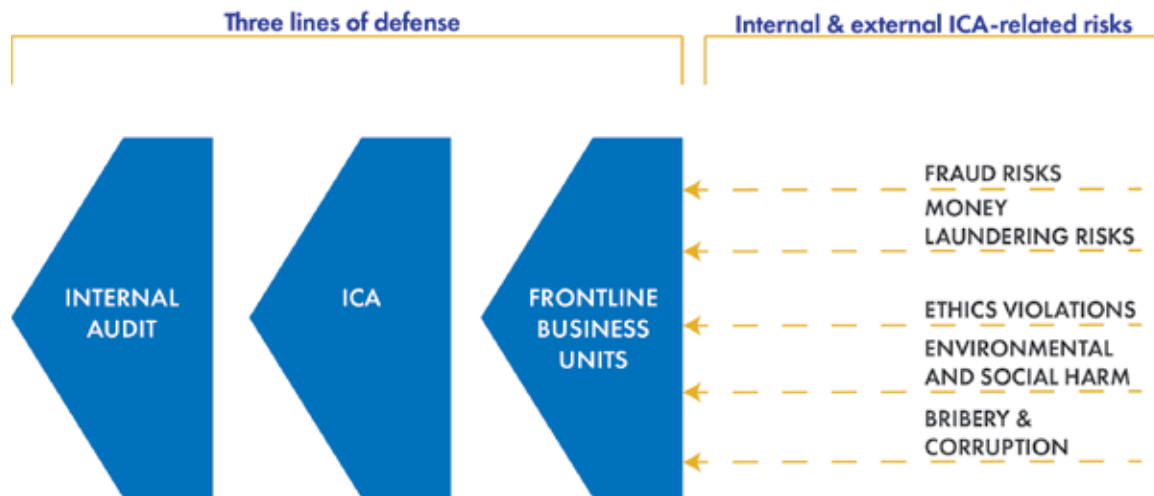 Three lines of defense
Internal & external ICA-related risks
INTERNAL
AUDIT
ICA
FRONTLINE
BUSINESS
UNITS
FRAUD RISKS
MONEY
LAUNDERING RISKS
ETHICS VIOLATIONS
ENVIRONMENTAL
AND SOCIAL HARM
BRIBERY &
CORRUPTION